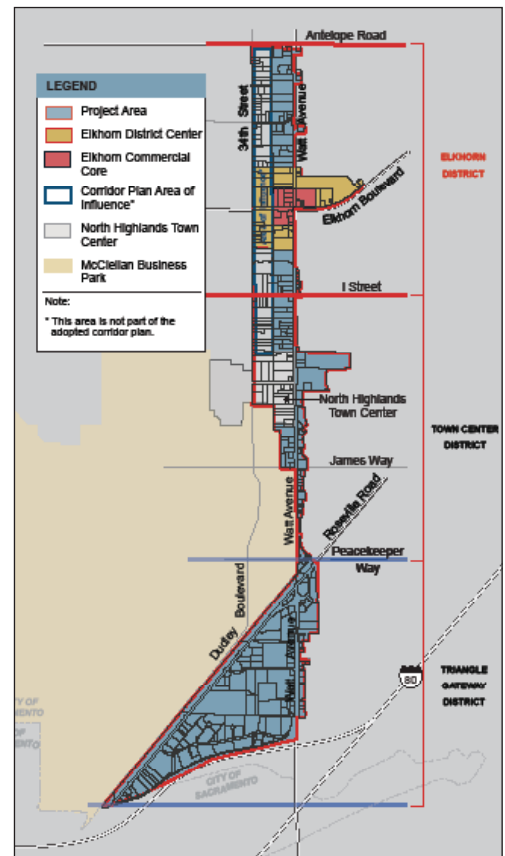 Antelope Road
LEGEND
Project Area
Elkhorn District Center
Elkhorn Commercial
Core
Corridor Plan Area of
Influence*
North Highlands Town
Center
McClellan Business
Park
Note:
* This area is not part of the
adopted corridor plan.
34th Street
Watt Avenue
Elkhorn Boulevard
ELKHORN
DISTRICT
I Street
North Highlands
Town Center
TOWN CENTER
DISTRICT
James Way
Watt Avenue
Roseville Road
Peacekeeper
Way
Dudley Boulevard
Watt Avenue
80
TRIANGLE
GATEWAY
DISTRICT
CITY OF
SACRAMENTO